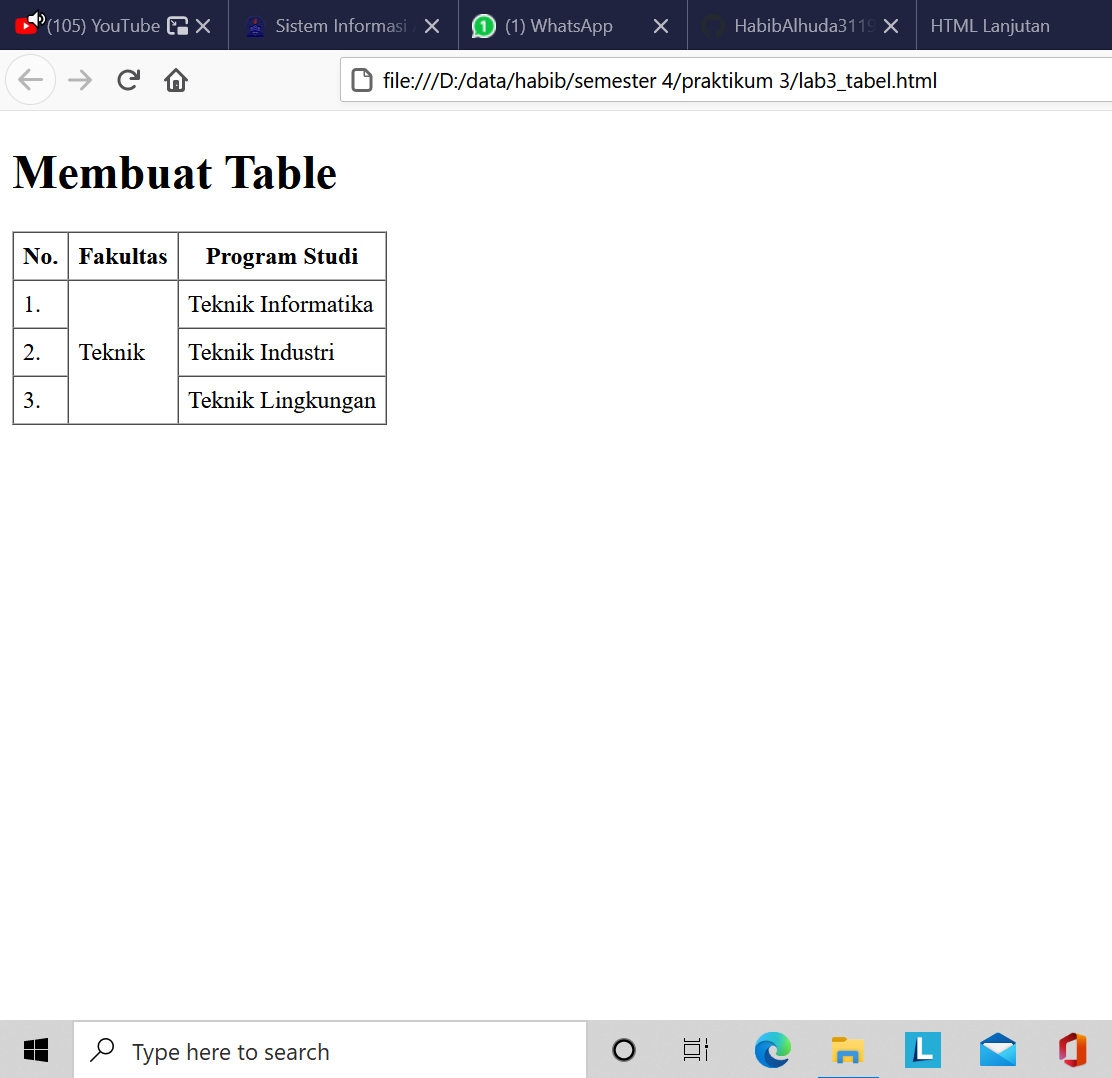 (105) YouTube
Sistem Informasi
1
(1) WhatsApp
HabibAlhuda3119
HTML Lanjutan
file:///D:/data/habib/semester 4/praktikum 3/lab3_tabel.html
Membuat Table
No. Fakultas Program Studi
1. Teknik Informatika
2. Teknik Teknik Industri
3. Teknik Lingkungan
Type here to search
L